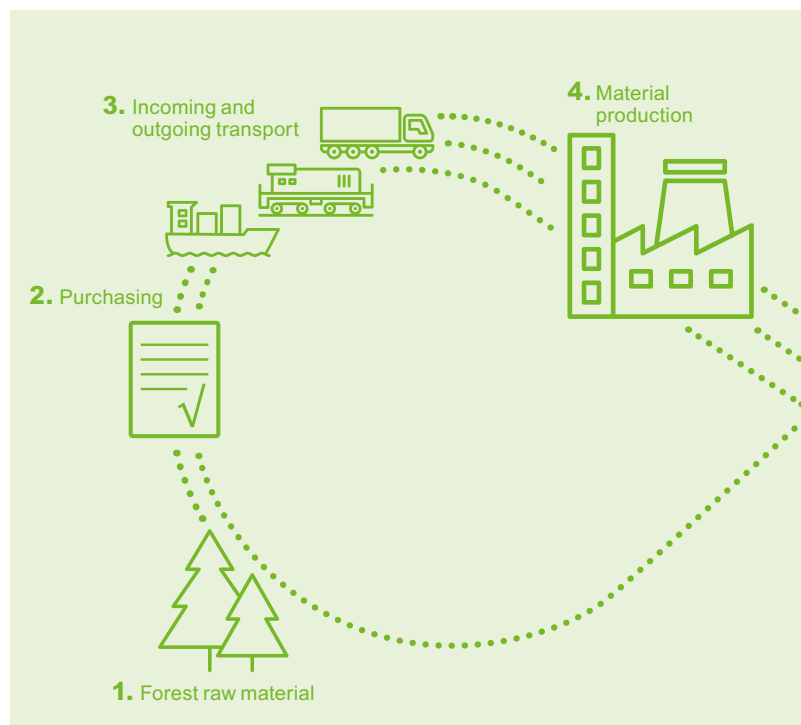 3. Incoming and
outgoing transport
4. Material
production
2. Purchasing
1. Forest raw material